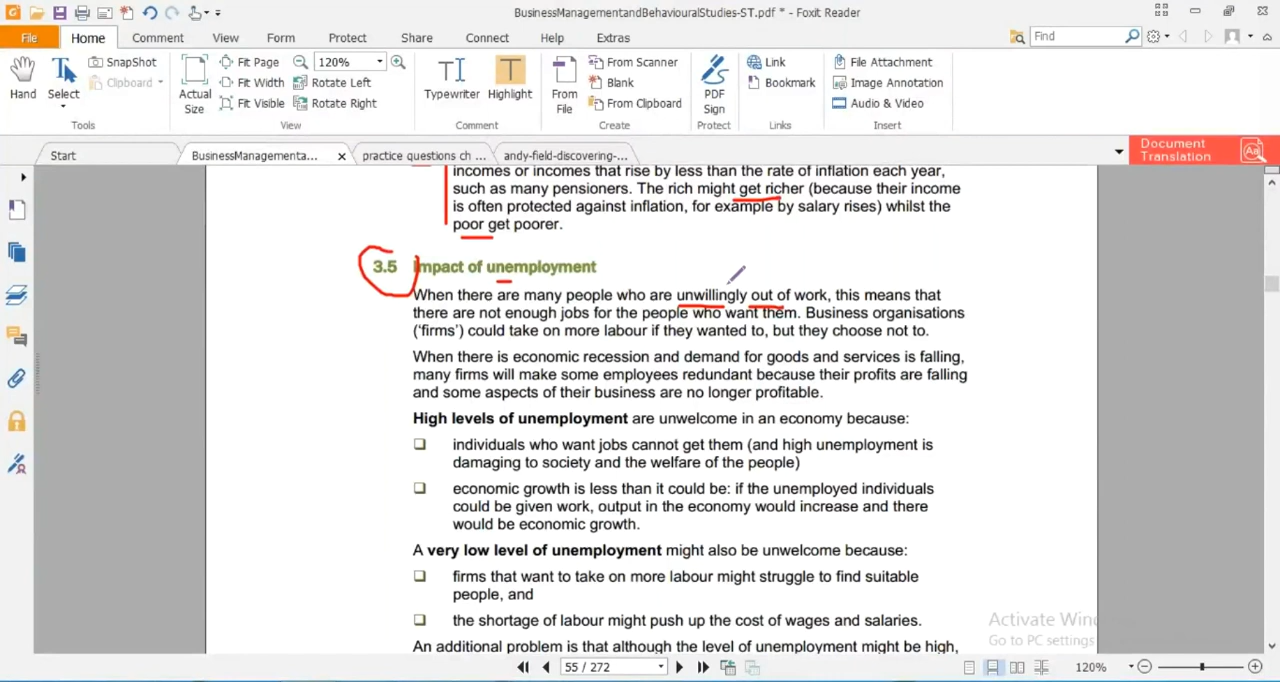 BusinessManagementandBehaviouralStudies-ST.pdf * - Foxit Reader
File Home Comment View Form Protect Share Connect Help Extras Find
SnapShot Fit Page 120% From Scanner Link File Attachment
Hand Select Clipboard Actual Size Fit Width Rotate Left Typewriter Highlight From File Blank PDF Sign Bookmark Image Annotation
Fit Visible Rotate Right From Clipboard Audio & Video
Tools View Comment Create Protect Links Insert
Start BusinessManagementa... practice questions ch ... andy-field-discovering-... Document Translation
incomes or incomes that rise by less than the rate of inflation each year,
such as many pensioners. The rich might get richer (because their income
is often protected against inflation, for example by salary rises) whilst the
poor get poorer.
3.5 Impact of unemployment
When there are many people who are unwillingly out of work, this means that
there are not enough jobs for the people who want them. Business organisations
(‘firms’) could take on more labour if they wanted to, but they choose not to.
When there is economic recession and demand for goods and services is falling,
many firms will make some employees redundant because their profits are falling
and some aspects of their business are no longer profitable.
High levels of unemployment are unwelcome in an economy because:
individuals who want jobs cannot get them (and high unemployment is
damaging to society and the welfare of the people)
economic growth is less than it could be: if the unemployed individuals
could be given work, output in the economy would increase and there
would be economic growth.
A very low level of unemployment might also be unwelcome because:
firms that want to take on more labour might struggle to find suitable
people, and
the shortage of labour might push up the cost of wages and salaries.
An additional problem is that although the level of unemployment might be high,
Activate Win
Go to PC settings
55 / 272 120%